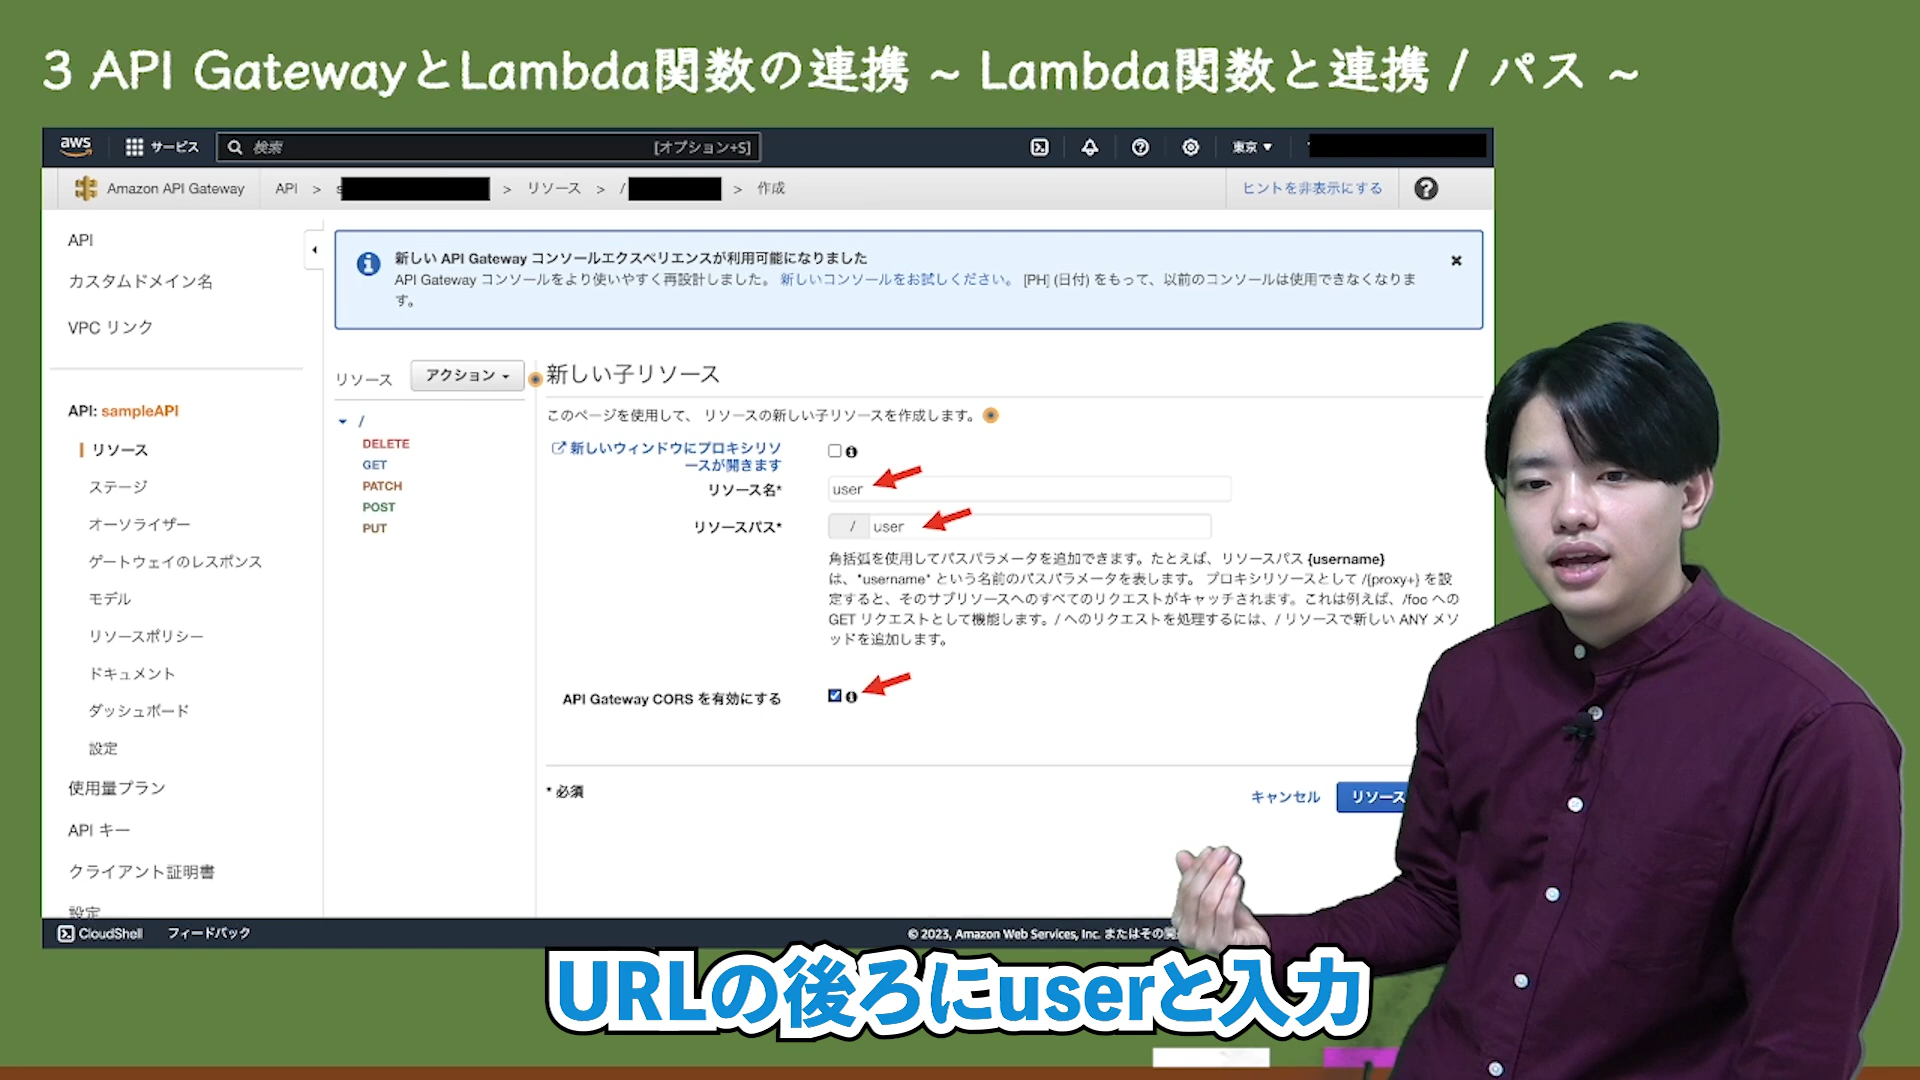 3 API GatewayとLambda関数の連携 ~ Lambda関数と連携 / パス ~
aws サービス 検索 [オプション+S] 東京
Amazon API Gateway API > s > リソース > / > 作成 ヒントを非表示にする
API
カスタムドメイン名
VPC リンク
API: sampleAPI
リソース
ステージ
オーソライザー
ゲートウェイのレスポンス
モデル
リソースポリシー
ドキュメント
ダッシュボード
設定
使用量プラン
API キー
クライアント証明書
設定
新しい API Gateway コンソールエクスペリエンスが利用可能になりました
API Gateway コンソールをより使いやすく再設計しました。 新しいコンソールをお試しください。 [PH] (日付) をもって、以前のコンソールは使用できなくなりま
す。
リソース アクション
/
DELETE
GET
PATCH
POST
PUT
新しい子リソース
このページを使用して、 リソースの新しい子リソースを作成します。
新しいウィンドウにプロキシリソ
ースが開きます
リソース名* user
リソースパス* / user
角括弧を使用してパスパラメータを追加できます。たとえば、リソースパス {username}
は、"username" という名前のパスパラメータを表します。 プロキシリソースとして /{proxy+} を設
定すると、そのサブリソースへのすべてのリクエストがキャッチされます。これは例えば、/foo への
GET リクエストとして機能します。/ へのリクエストを処理するには、/ リソースで新しい ANY メソ
ッドを追加します。
API Gateway CORS を有効にする
* 必須 キャンセル リソース
CloudShell フィードバック © 2023, Amazon Web Services, Inc. またはその関
URLの後ろにuserと入力